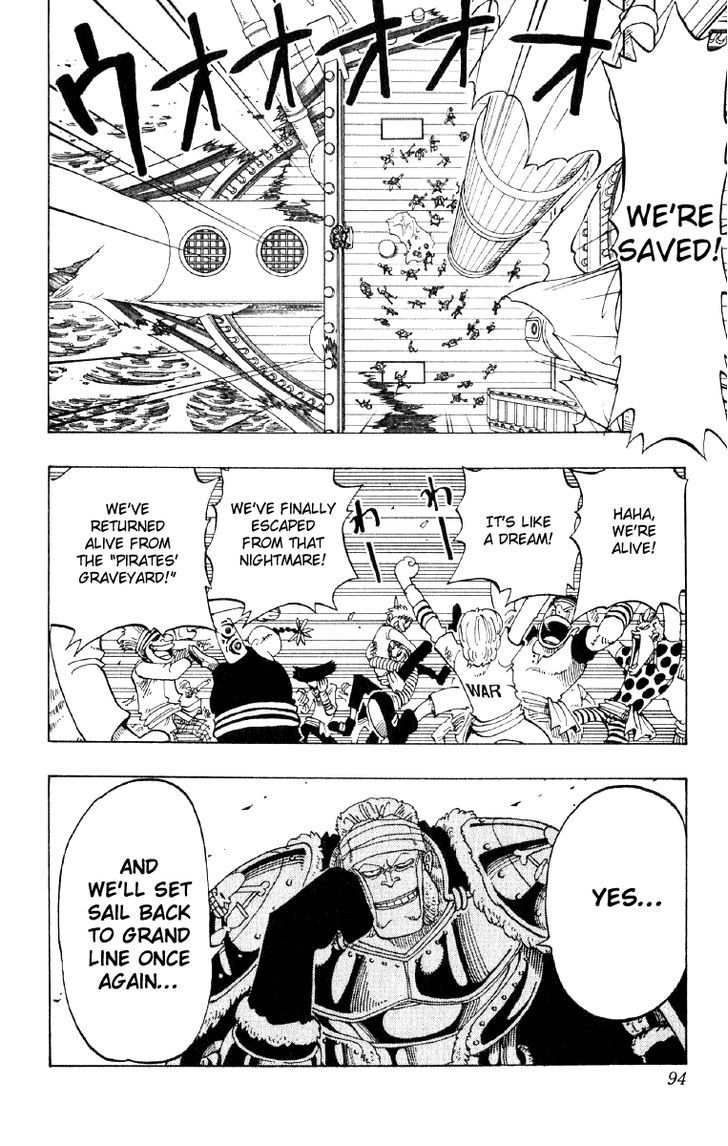 ウオオオオオ
WE'RE
SAVED!
HAHA,
WE'RE
ALIVE!
IT'S LIKE
A DREAM!
わー
わー
WE'VE FINALLY
ESCAPED
FROM THAT
NIGHTMARE!
WE'VE
RETURNED
ALIVE FROM
THE "PIRATES'
GRAVEYARD!"
WAR
YES...
AND
WE'LL SET
SAIL BACK
TO GRAND
LINE ONCE
AGAIN...
94